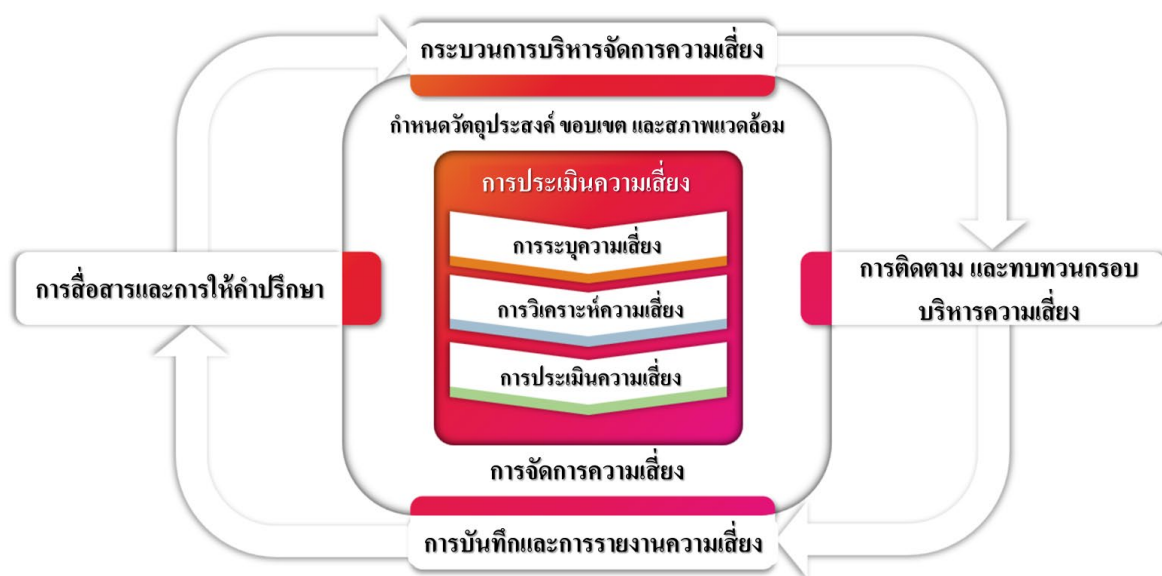 กระบวนการบริหารจัดการความเสี่ยง
กำหนดวัตถุประสงค์ ขอบเขต และสภาพแวดล้อม
การประเมินความเสี่ยง
การระบุความเสี่ยง
การวิเคราะห์ความเสี่ยง
การประเมินความเสี่ยง
การจัดการความเสี่ยง
การสื่อสารและการให้คำปรึกษา
การติดตาม และทบทวนกรอบ
บริหารความเสี่ยง
การบันทึกและการรายงานความเสี่ยง